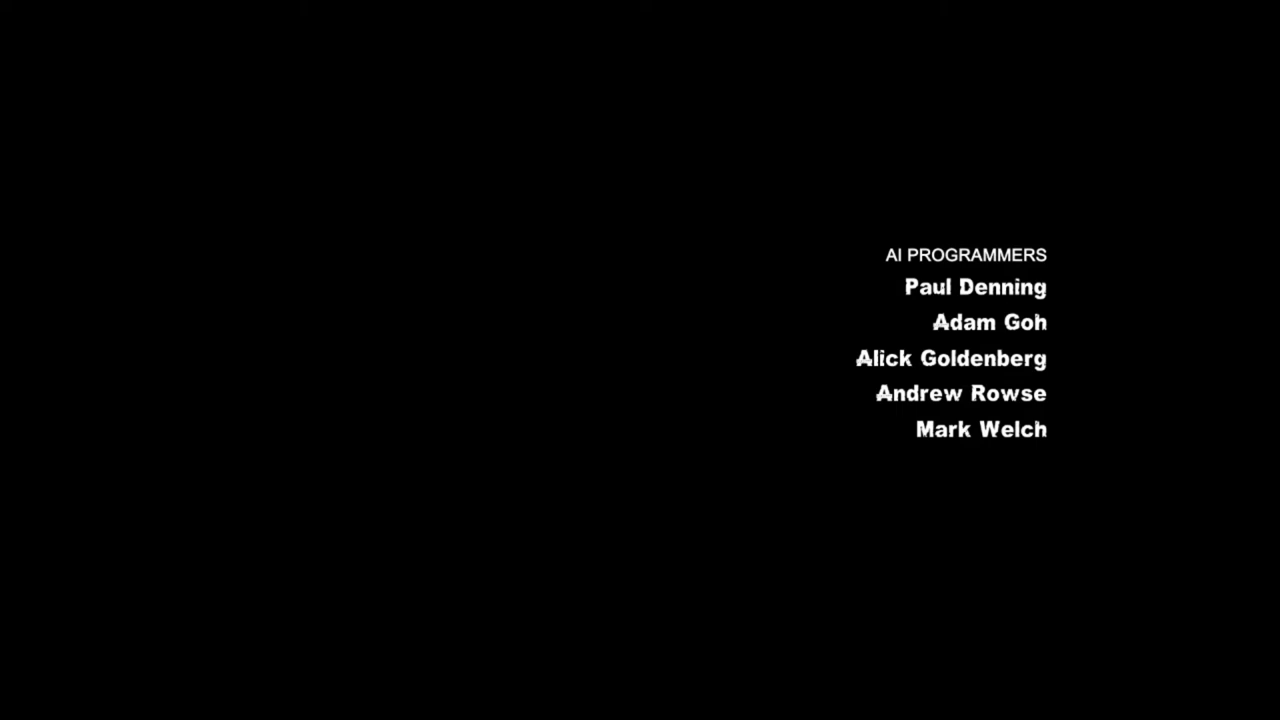 AI PROGRAMMERS
Paul Denning
Adam Goh
Alick Goldenberg
Andrew Rowse
Mark Welch